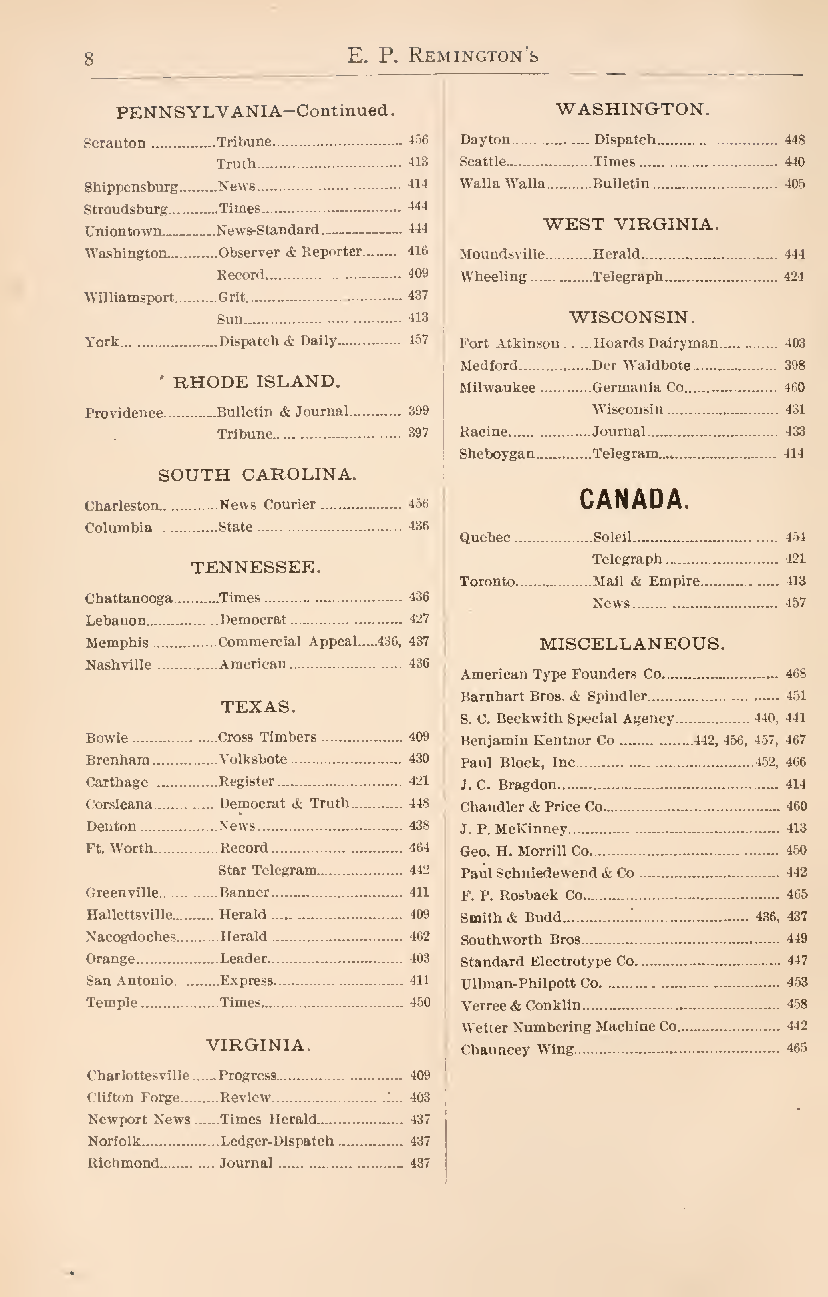 8
E. P. REMINGTON's
PENNSYLVANIA—Continued.
Scranton ..............Tribune............................ 456
Truth............................... 413
Shippensburg.........News............................... 414
Stroudsburg...........Times.............................. 444
Uniontown............News-Standard.................. 444
Washington...........Observer & Reporter........ 416
Record.............................. 409
Williamsport..........Grit................................ 437
Sun................................. 413
York.....................Dispatch & Daily.............. 457
RHODE ISLAND.
Providence............Bulletin & Journal........... 399
Tribune............................ 397
SOUTH CAROLINA.
Charleston.............News Courier .................. 456
Columbia .............State ............................... 436
TENNESSEE.
Chattanooga..........Times .............................. 436
Lebanon................Democrat ........................ 427
Memphis ..............Commercial Appeal.....436, 437
Nashville ..............American......................... 436
TEXAS.
Bowie ...................Cross Timbers .................. 409
Brenham...............Volksbote ........................ 430
Carthage ..............Register........................... 421
Corsicana..............Democrat & Truth............ 448
Denton .................News............................... 438
Ft. Worth..............Record............................. 464
Star Telegram................... 442
Greenville..............Banner............................. 411
Hallettsville...........Herald ............................. 409
Nacogdoches..........Herald ............................. 462
Orange..................Leader............................. 403
San Antonio. .........Express............................ 411
Temple .................Times............................... 450
VIRGINIA.
Charlottesville ......Progress........................... 409
Clifton Forge.........Review............................. 403
Newport News ......Times Herald................... 437
Norfolk.................Ledger-Dispatch .............. 437
Richmond..............Journal ........................... 437
WASHINGTON.
Dayton.................. Dispatch.......................... 448
Seattle...................Times .............................. 440
Walla Walla..........Bulletin ........................... 405
WEST VIRGINIA.
Moundsville...........Herald............................. 444
Wheeling ..............Telegraph......................... 424
WISCONSIN.
Fort Atkinson ......Hoards Dairyman............. 403
Medford................Der Waldbote ................... 398
Milwaukee ............Germania Co..................... 460
Wisconsin ........................ 431
Racine...................Journal............................ 433
Sheboygan.............Telegram.......................... 414
CANADA.
Quebec .................Soleil................................ 454
Telegraph ......................... 421
Toronto.................Mail & Empire.................. 413
News................................ 457
MISCELLANEOUS.
American Type Founders Co......................... 468
Barnhart Bros. & Spindler............................. 451
S. C. Beckwith Special Agency................. 440, 441
Benjamin Kentnor Co .................442, 456, 457, 467
Paul Block, Inc......................................452, 466
J. C. Bragdon................................................ 414
Chandler & Price Co...................................... 460
J. P. McKinney.............................................. 413
Geo. H. Morrill Co......................................... 450
Paul Schniedewend & Co ............................... 442
F. P. Rosback Co........................................... 465
Smith & Budd........................................ 436, 437
Southworth Bros........................................... 449
Standard Electrotype Co................................ 447
Ullman-Philpott Co....................................... 453
Verree & Conklin........................................... 458
Wetter Numbering Machine Co...................... 442
Chauncey Wing............................................. 465